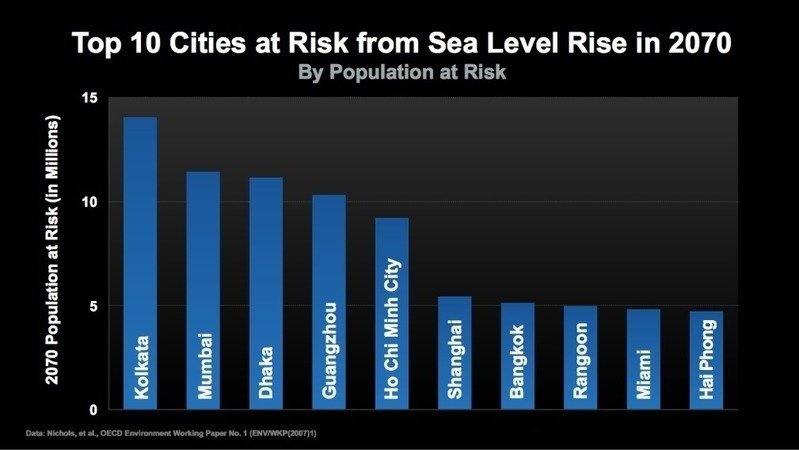 Top 10 Cities at Risk from Sea Level Rise in 2070
By Population at Risk
2070 Population at Risk (in Millions)
15
10
5
0
Kolkata
Mumbai
Dhaka
Guangzhou
Ho Chi Minh City
Shanghai
Bangkok
Rangoon
Miami
Hai Phong
Data: Nichols, et al., OECD Environment Working Paper No. 1 (ENV/WKP(2007)1)